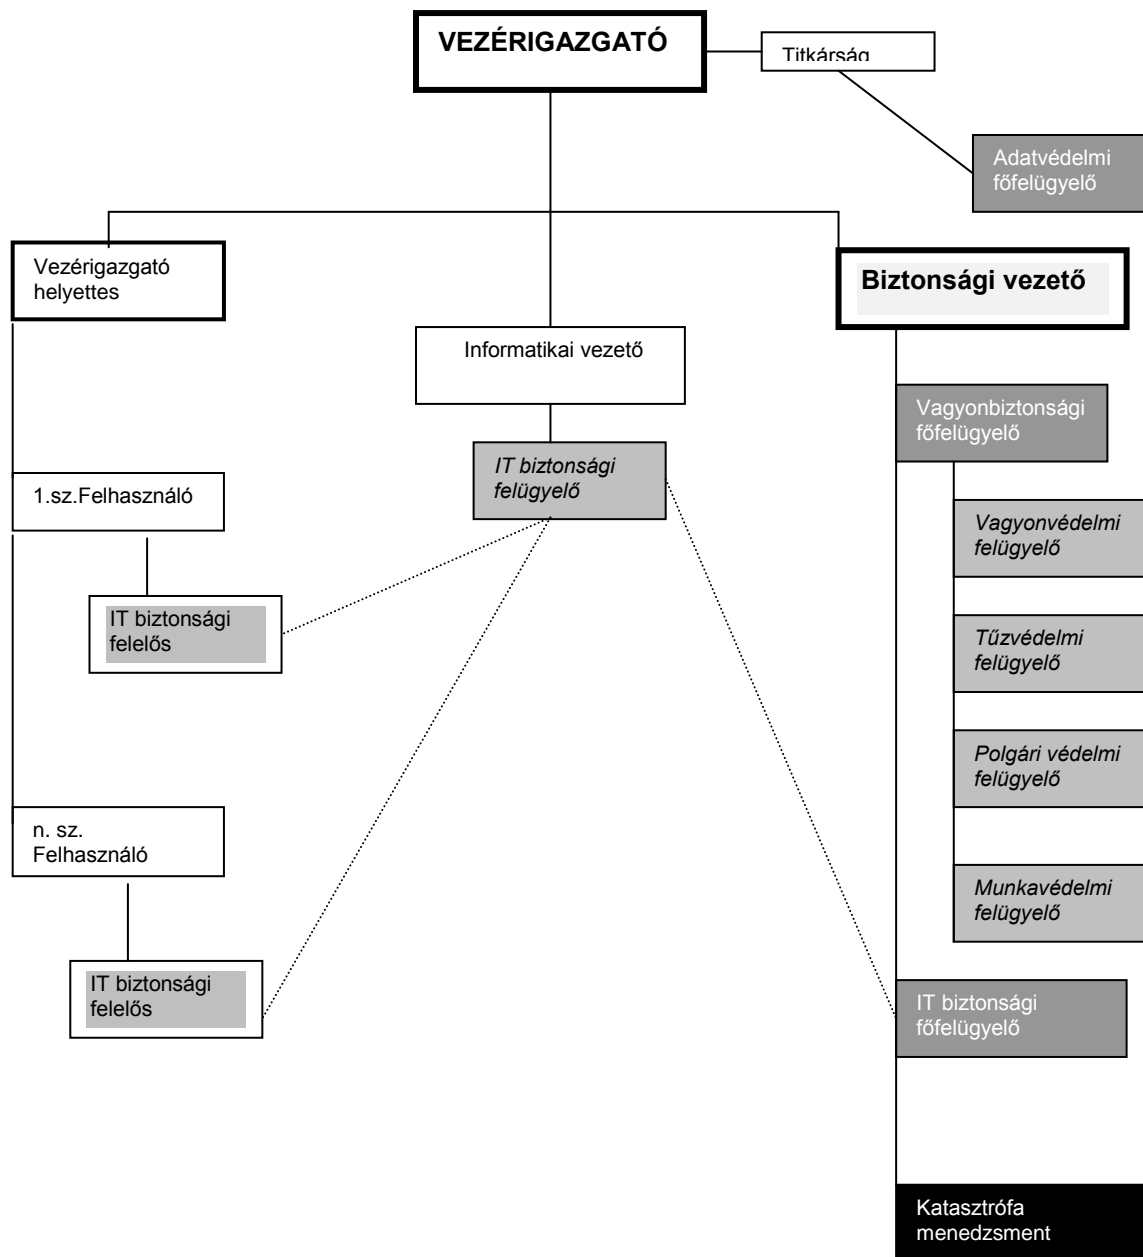 VEZÉRIGAZGATÓ
Titkárság
Adatvédelmi
főfelügyelő
Vezérigazgató
helyettes
Biztonsági vezető
Informatikai vezető
Vagyonbiztonsági
főfelügyelő
IT biztonsági
felügyelő
1.sz.Felhasználó
Vagyonvédelmi
felügyelő
IT biztonsági
felelős
Tűzvédelmi
felügyelő
Polgári védelmi
felügyelő
n. sz.
Felhasználó
Munkavédelmi
felügyelő
IT biztonsági
felelős
IT biztonsági
főfelügyelő
Katasztrófa
menedzsment